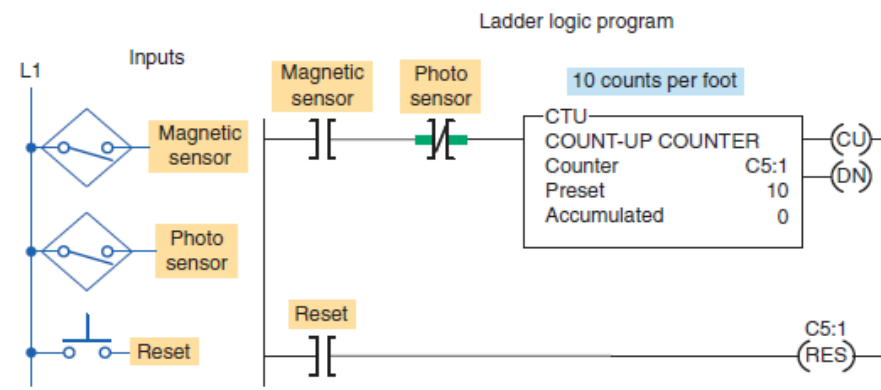 Ladder logic program
L1
Inputs
Magnetic
sensor
Photo
sensor
Reset
Magnetic
sensor
Photo
sensor
10 counts per foot
CTU
COUNT-UP COUNTER
Counter C5:1
Preset 10
Accumulated 0
CU
DN
Reset
C5:1
RES